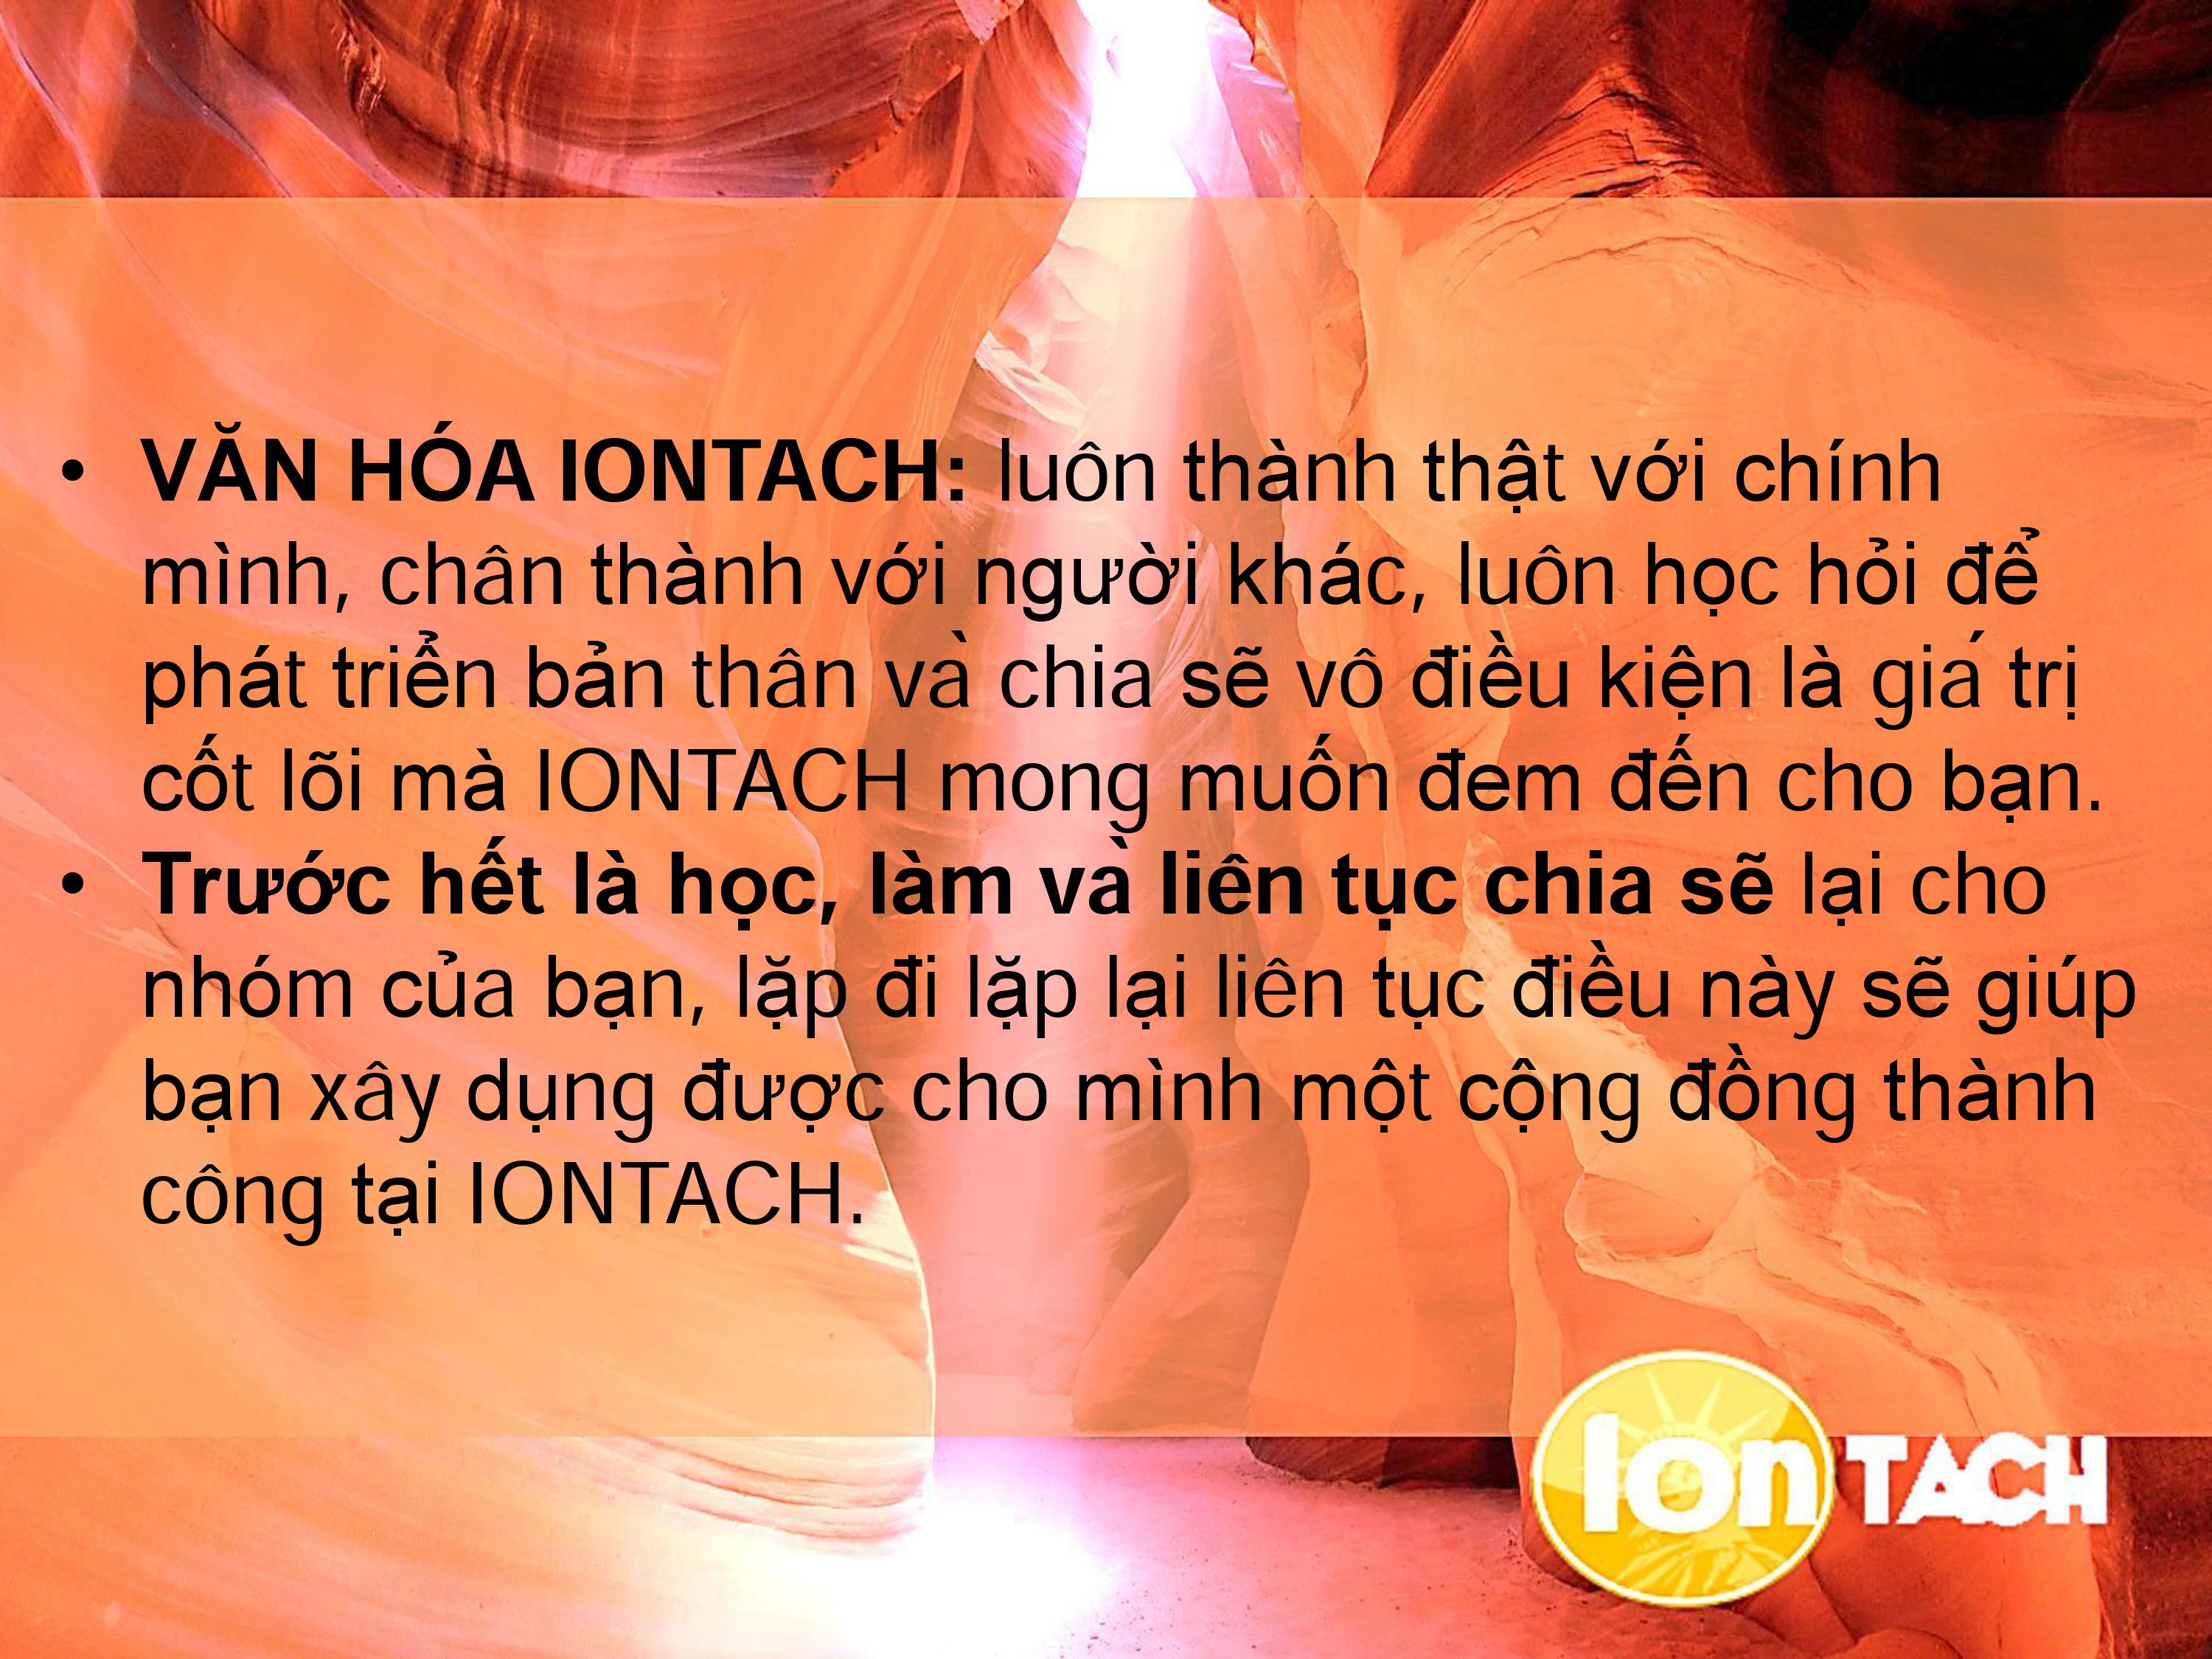 • VĂN HÓA IONTACH: luôn thành thật với chính
mình, chân thành với người khác, luôn học hỏi để
phát triển bản thân và chia sẽ vô điều kiện là giá trị
cốt lõi mà IONTACH mong muốn đem đến cho bạn.
• Trước hết là học, làm và liên tục chia sẽ lại cho
nhóm của bạn, lặp đi lặp lại liên tục điều này sẽ giúp
bạn xây dụng được cho mình một cộng đồng thành
công tại IONTACH.
Ion TACH